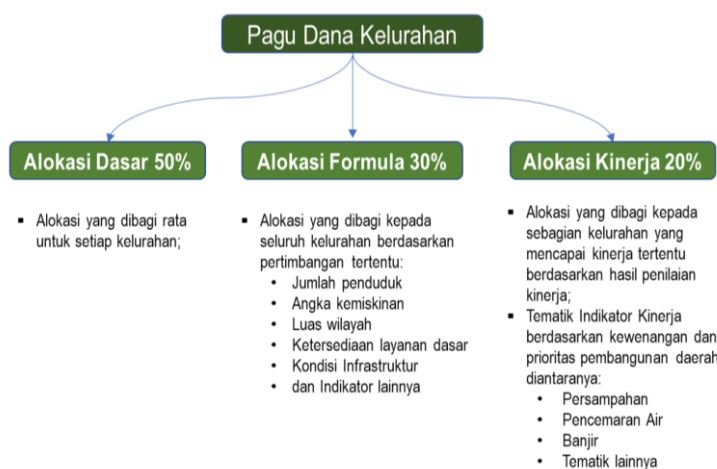 Pagu Dana Kelurahan
Alokasi Dasar 50%
▪ Alokasi yang dibagi rata
untuk setiap kelurahan;
Alokasi Formula 30%
▪ Alokasi yang dibagi kepada
seluruh kelurahan berdasarkan
pertimbangan tertentu:
• Jumlah penduduk
• Angka kemiskinan
• Luas wilayah
• Ketersediaan layanan dasar
• Kondisi Infrastruktur
• dan Indikator lainnya
Alokasi Kinerja 20%
▪ Alokasi yang dibagi kepada
sebagian kelurahan yang
mencapai kinerja tertentu
berdasarkan hasil penilaian
kinerja;
▪ Tematik Indikator Kinerja
berdasarkan kewenangan dan
prioritas pembangunan daerah
diantaranya:
• Persampahan
• Pencemaran Air
• Banjir
• Tematik lainnya